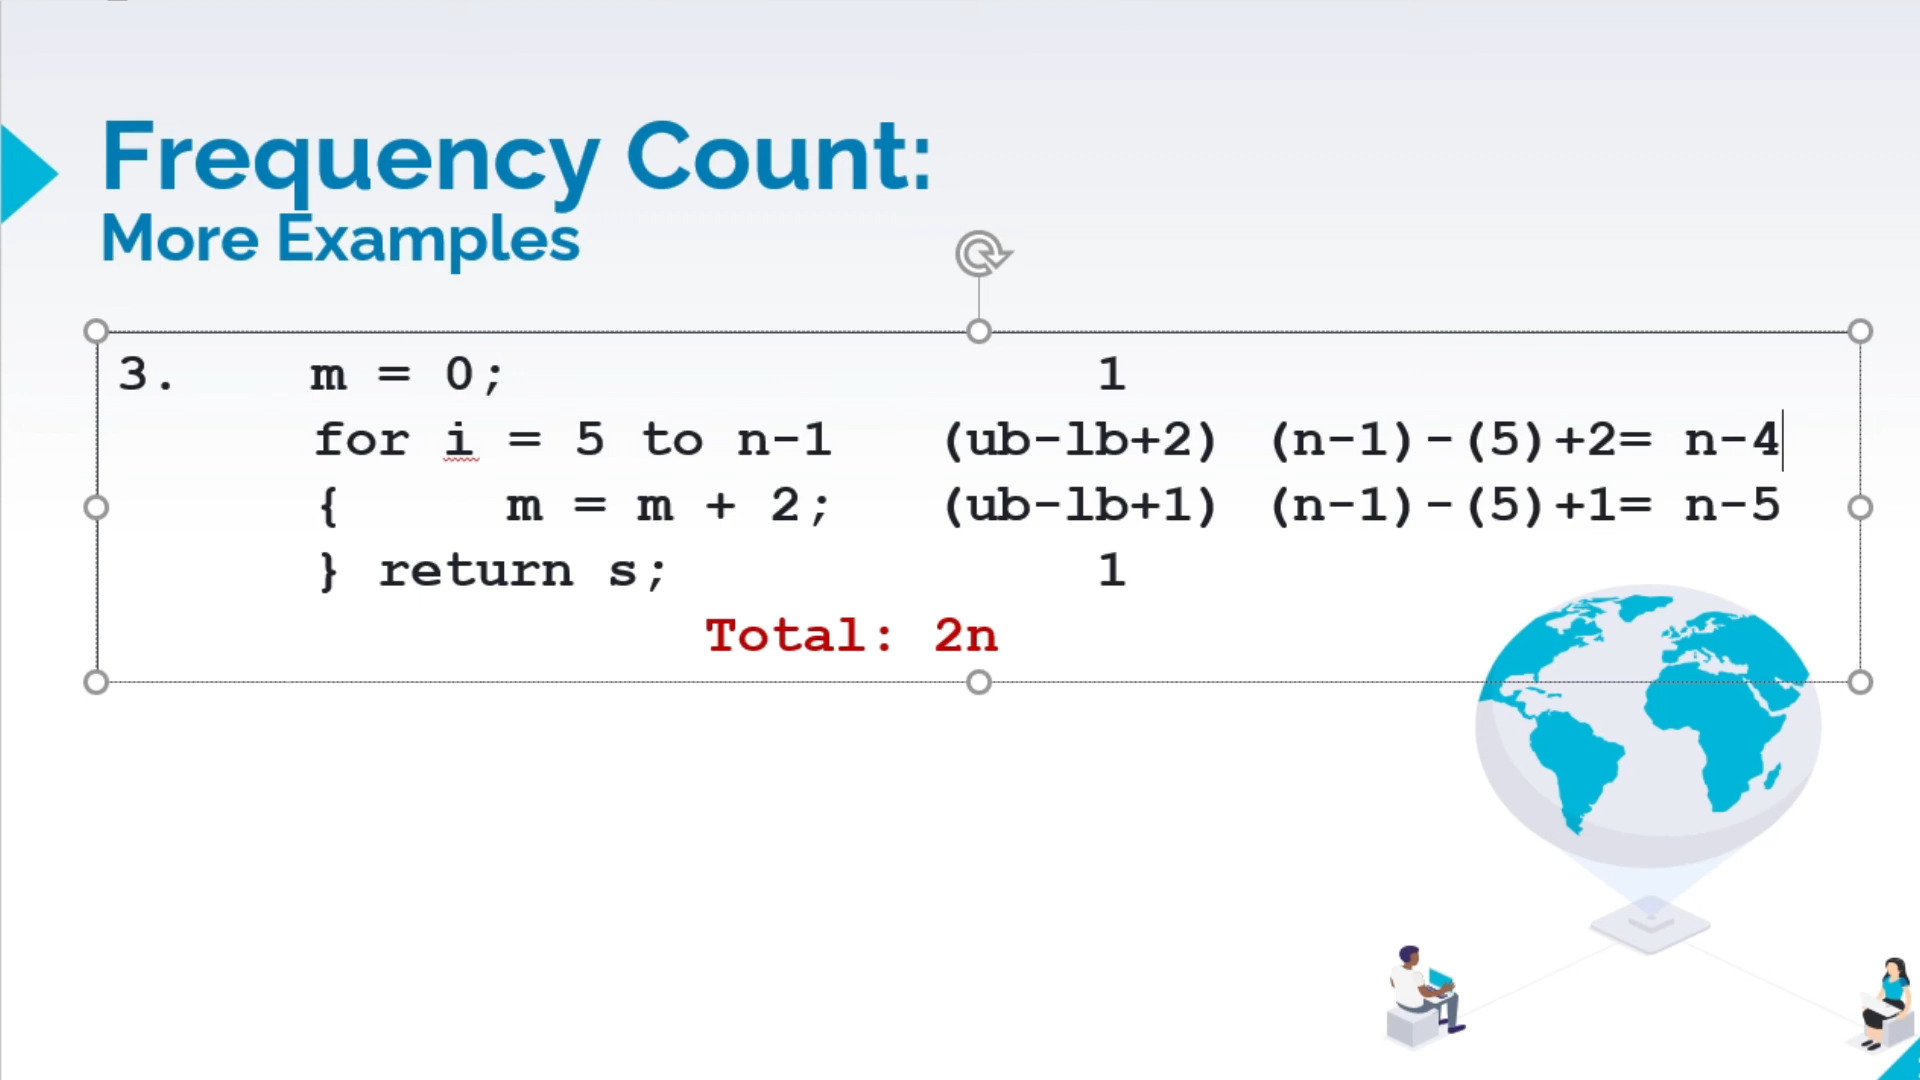 Frequency Count:
More Examples
3. m = 0; 1
for i = 5 to n-1 (ub-lb+2) (n-1)-(5)+2= n-4
{ m = m + 2; (ub-lb+1) (n-1)-(5)+1= n-5
} return s; 1
Total: 2n